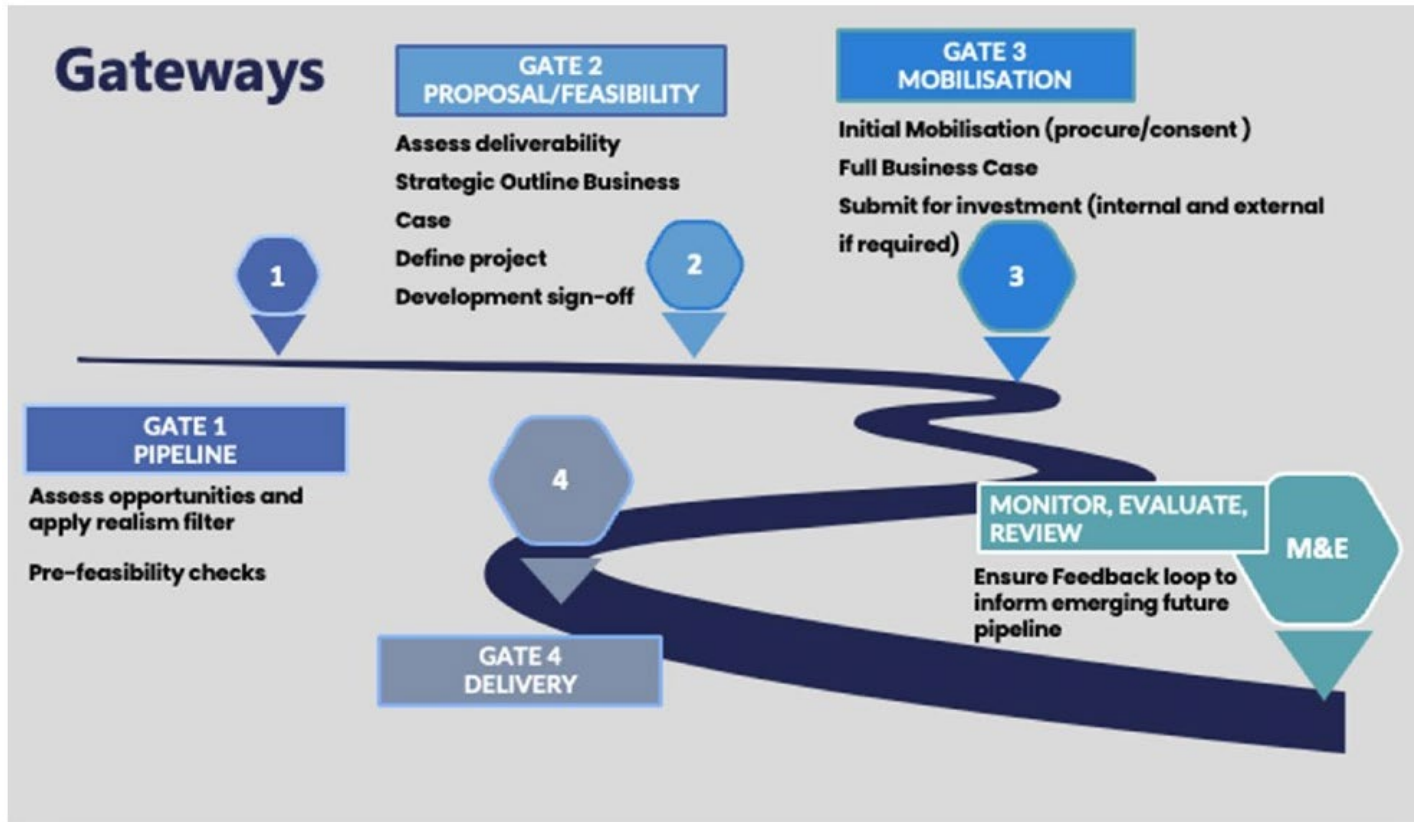 Gateways
GATE 1
PIPELINE
Assess opportunities and
apply realism filter
Pre-feasibility checks
1
GATE 2
PROPOSAL/FEASIBILITY
Assess deliverability
Strategic Outline Business
Case
Define project
Development sign-off
2
GATE 3
MOBILISATION
Initial Mobilisation (procure/consent )
Full Business Case
Submit for investment (internal and external
if required)
3
4
GATE 4
DELIVERY
MONITOR, EVALUATE,
REVIEW
M&E
Ensure Feedback loop to
inform emerging future
pipeline